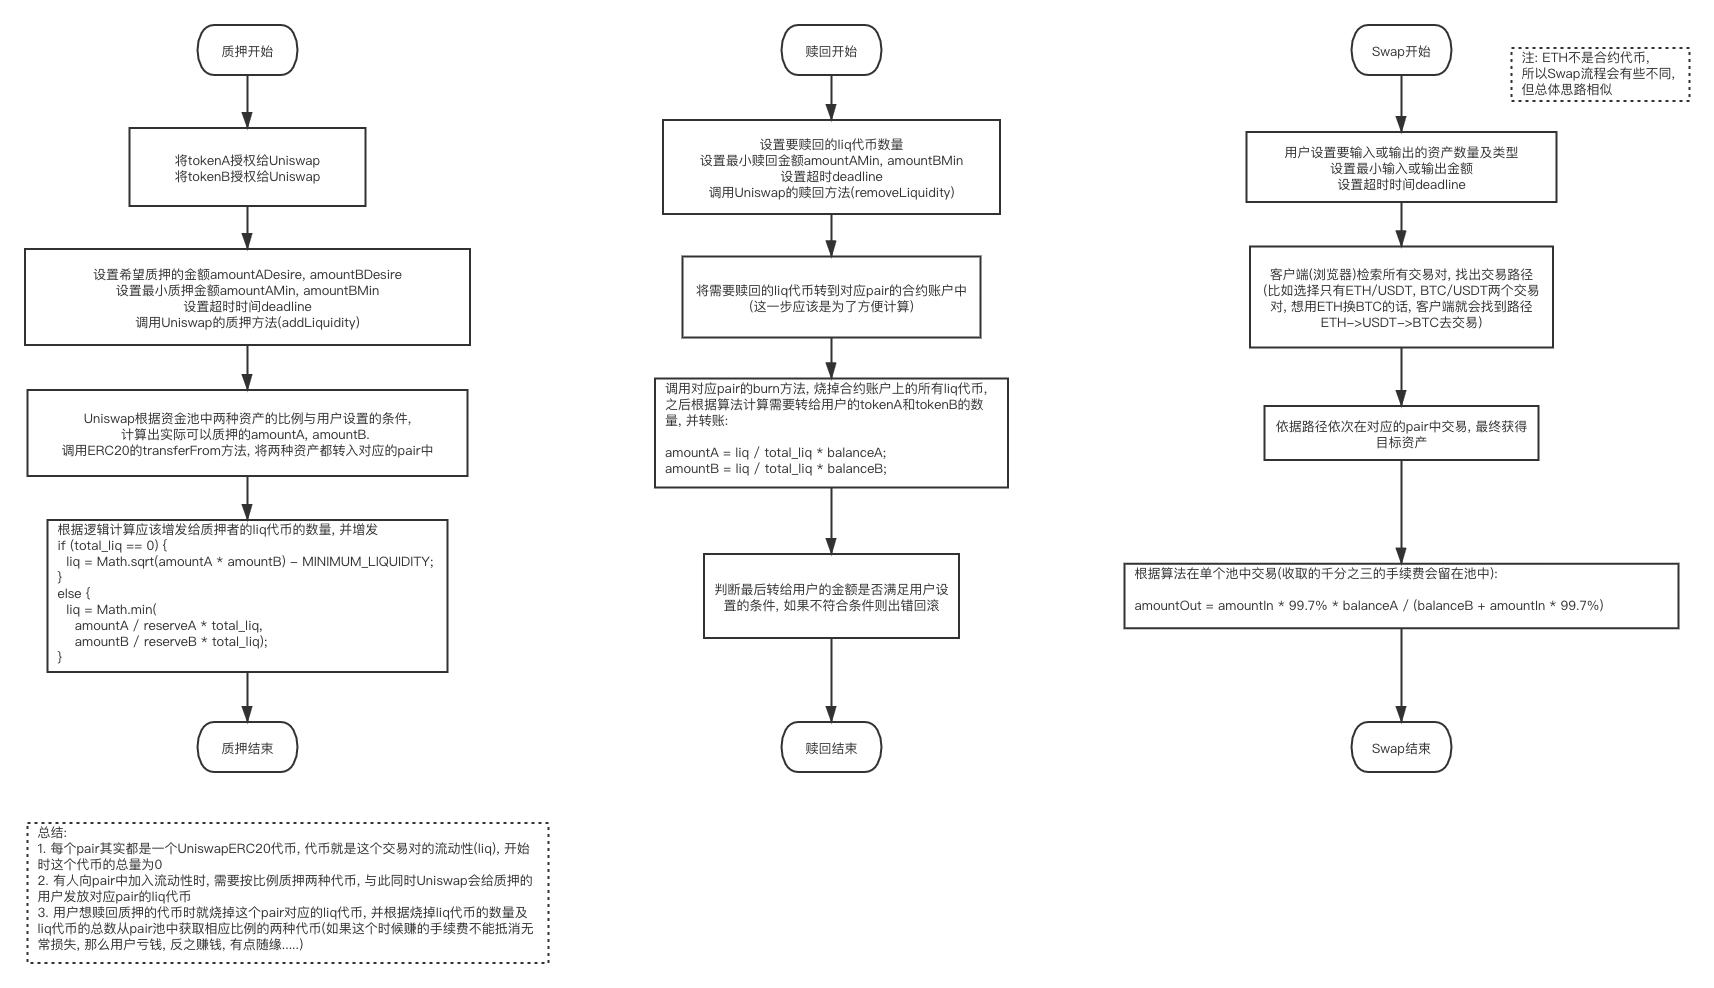 质押开始
将tokenA授权给Uniswap
将tokenB授权给Uniswap
设置希望质押的金额amountADesire, amountBDesire
设置最小质押金额amountAMin, amountBMin
设置超时时间deadline
调用Uniswap的质押方法(addLiquidity)
Uniswap根据资金池中两种资产的比例与用户设置的条件,
计算出实际可以质押的amountA, amountB.
调用ERC20的transferFrom方法, 将两种资产都转入对应的pair中
根据逻辑计算应该增发给质押者的liq代币的数量, 并增发
if (total_liq == 0) {
liq = Math.sqrt(amountA * amountB) - MINIMUM_LIQUIDITY;
}
else {
liq = Math.min(
amountA / reserveA * total_liq,
amountB / reserveB * total_liq);
}
质押结束
赎回开始
设置要赎回的liq代币数量
设置最小赎回金额amountAMin, amountBMin
设置超时deadline
调用Uniswap的赎回方法(removeLiquidity)
将需要赎回的liq代币转到对应pair的合约账户中
(这一步应该是为了方便计算)
调用对应pair的burn方法, 烧掉合约账户上的所有liq代币,
之后根据算法计算需要转给用户的tokenA和tokenB的数
量, 并转账:
amountA = liq / total_liq * balanceA;
amountB = liq / total_liq * balanceB;
判断最后转给用户的金额是否满足用户设
置的条件, 如果不符合条件则出错回滚
赎回结束
Swap开始
注: ETH不是合约代币,
所以Swap流程会有些不同,
但总体思路相似
用户设置要输入或输出的资产数量及类型
设置最小输入或输出金额
设置超时时间deadline
客户端(浏览器)检索所有交易对, 找出交易路径
(比如选择只有ETH/USDT, BTC/USDT两个交易
对, 想用ETH换BTC的话, 客户端就会找到路径
ETH->USDT->BTC去交易)
依据路径依次在对应的pair中交易, 最终获得
目标资产
根据算法在单个池中交易(收取的千分之三的手续费会留在池中):
amountOut = amountIn * 99.7% * balanceA / (balanceB + amountIn * 99.7%)
Swap结束
总结:
1. 每个pair其实都是一个UniswapERC20代币, 代币就是这个交易对的流动性(liq), 开始
时这个代币的总量为0
2. 有人向pair中加入流动性时, 需要按比例质押两种代币, 与此同时Uniswap会给质押的
用户发放对应pair的liq代币
3. 用户想赎回质押的代币时就烧掉这个pair对应的liq代币, 并根据烧掉liq代币的数量及
liq代币的总数从pair池中获取相应比例的两种代币(如果这个时候赚的手续费不能抵消无
常损失, 那么用户亏钱, 反之赚钱, 有点随缘.....)